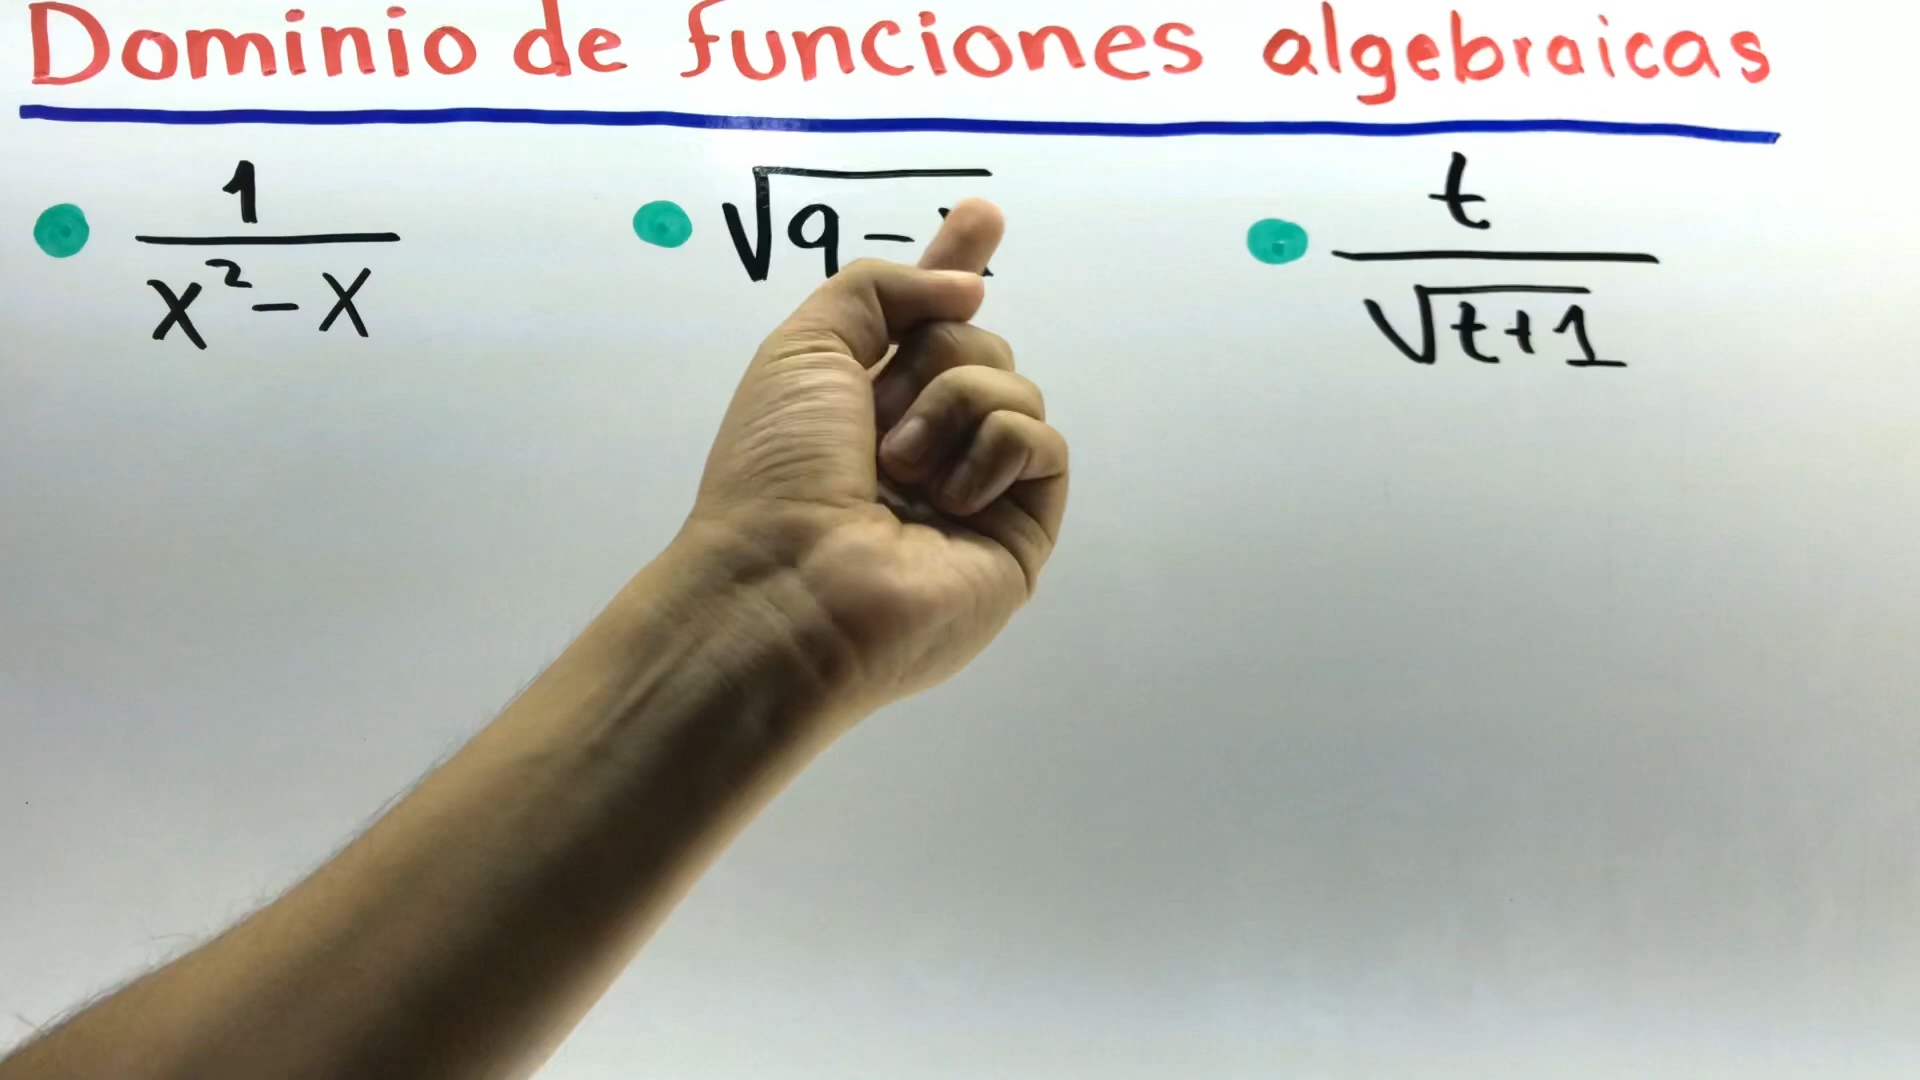 Dominio de funciones algebraicas
1
x² - x
√9 -
t
√t+1